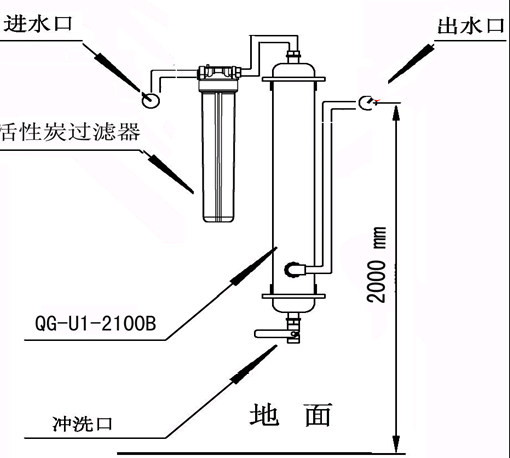 进水口
出水口
活性炭过滤器
2000 mm
QG-U1-2100B
冲洗口
地 面